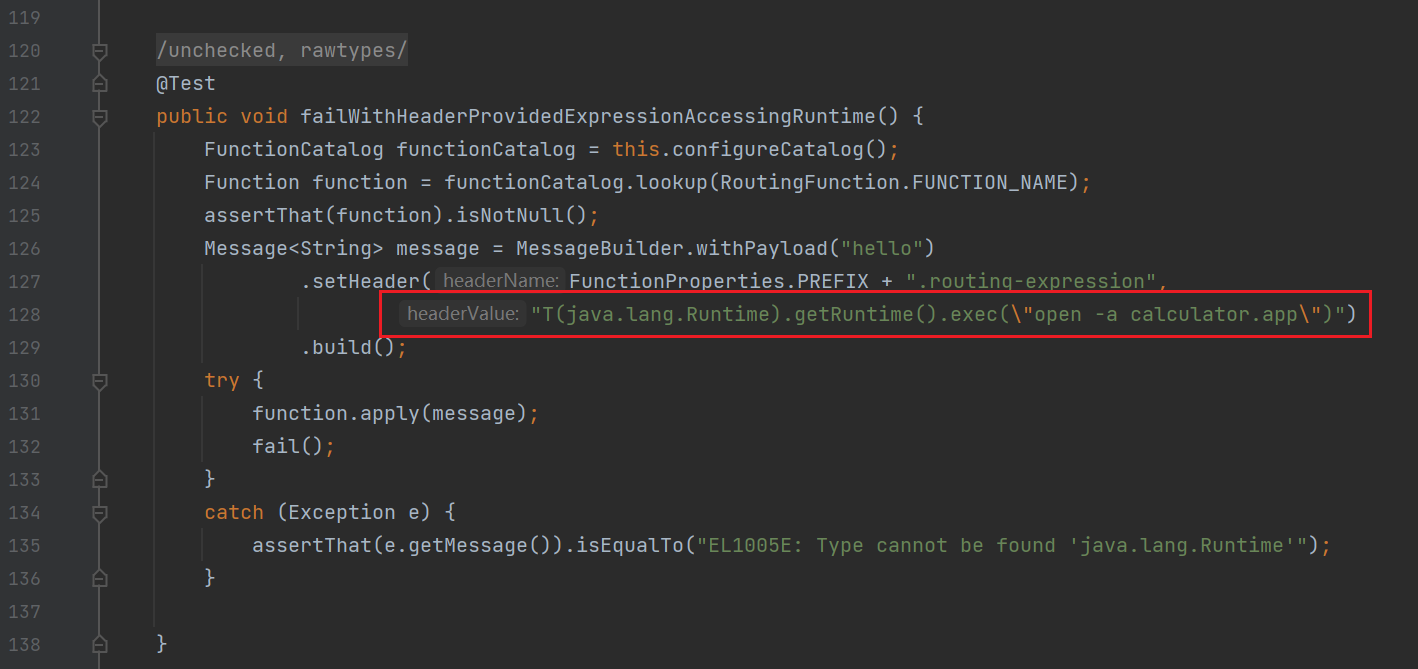 119
120 /unchecked, rawtypes/
121 @Test
122 public void failWithHeaderProvidedExpressionAccessingRuntime() {
123 FunctionCatalog functionCatalog = this.configureCatalog();
124 Function function = functionCatalog.lookup(RoutingFunction.FUNCTION_NAME);
125 assertThat(function).isNotNull();
126 Message<String> message = MessageBuilder.withPayload("hello")
127 .setHeader( headerName: FunctionProperties.PREFIX + ".routing-expression",
128 headerValue: "T(java.lang.Runtime).getRuntime().exec(\"open -a calculator.app\")")
129 .build();
130 try {
131 function.apply(message);
132 fail();
133 }
134 catch (Exception e) {
135 assertThat(e.getMessage()).isEqualTo("EL1005E: Type cannot be found 'java.lang.Runtime'");
136 }
137
138 }